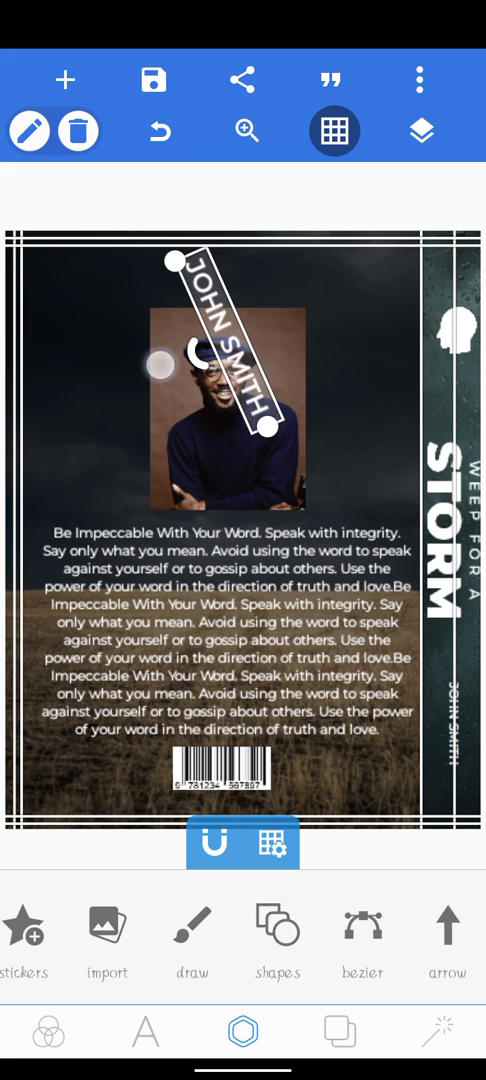 JOHN SMITH
Be Impeccable With Your Word. Speak with integrity.
Say only what you mean. Avoid using the word to speak
against yourself or to gossip about others. Use the
power of your word in the direction of truth and love.Be
Impeccable With Your Word. Speak with integrity. Say
only what you mean. Avoid using the word to speak
against yourself or to gossip about others. Use the
power of your word in the direction of truth and love.Be
Impeccable With Your Word. Speak with integrity. Say
only what you mean. Avoid using the word to speak
against yourself or to gossip about others. Use the power
of your word in the direction of truth and love.
9 781234 567897
WEEP FOR A
STORM
JOHN SMITH
stickers
import
draw
shapes
bezier
arrow
A